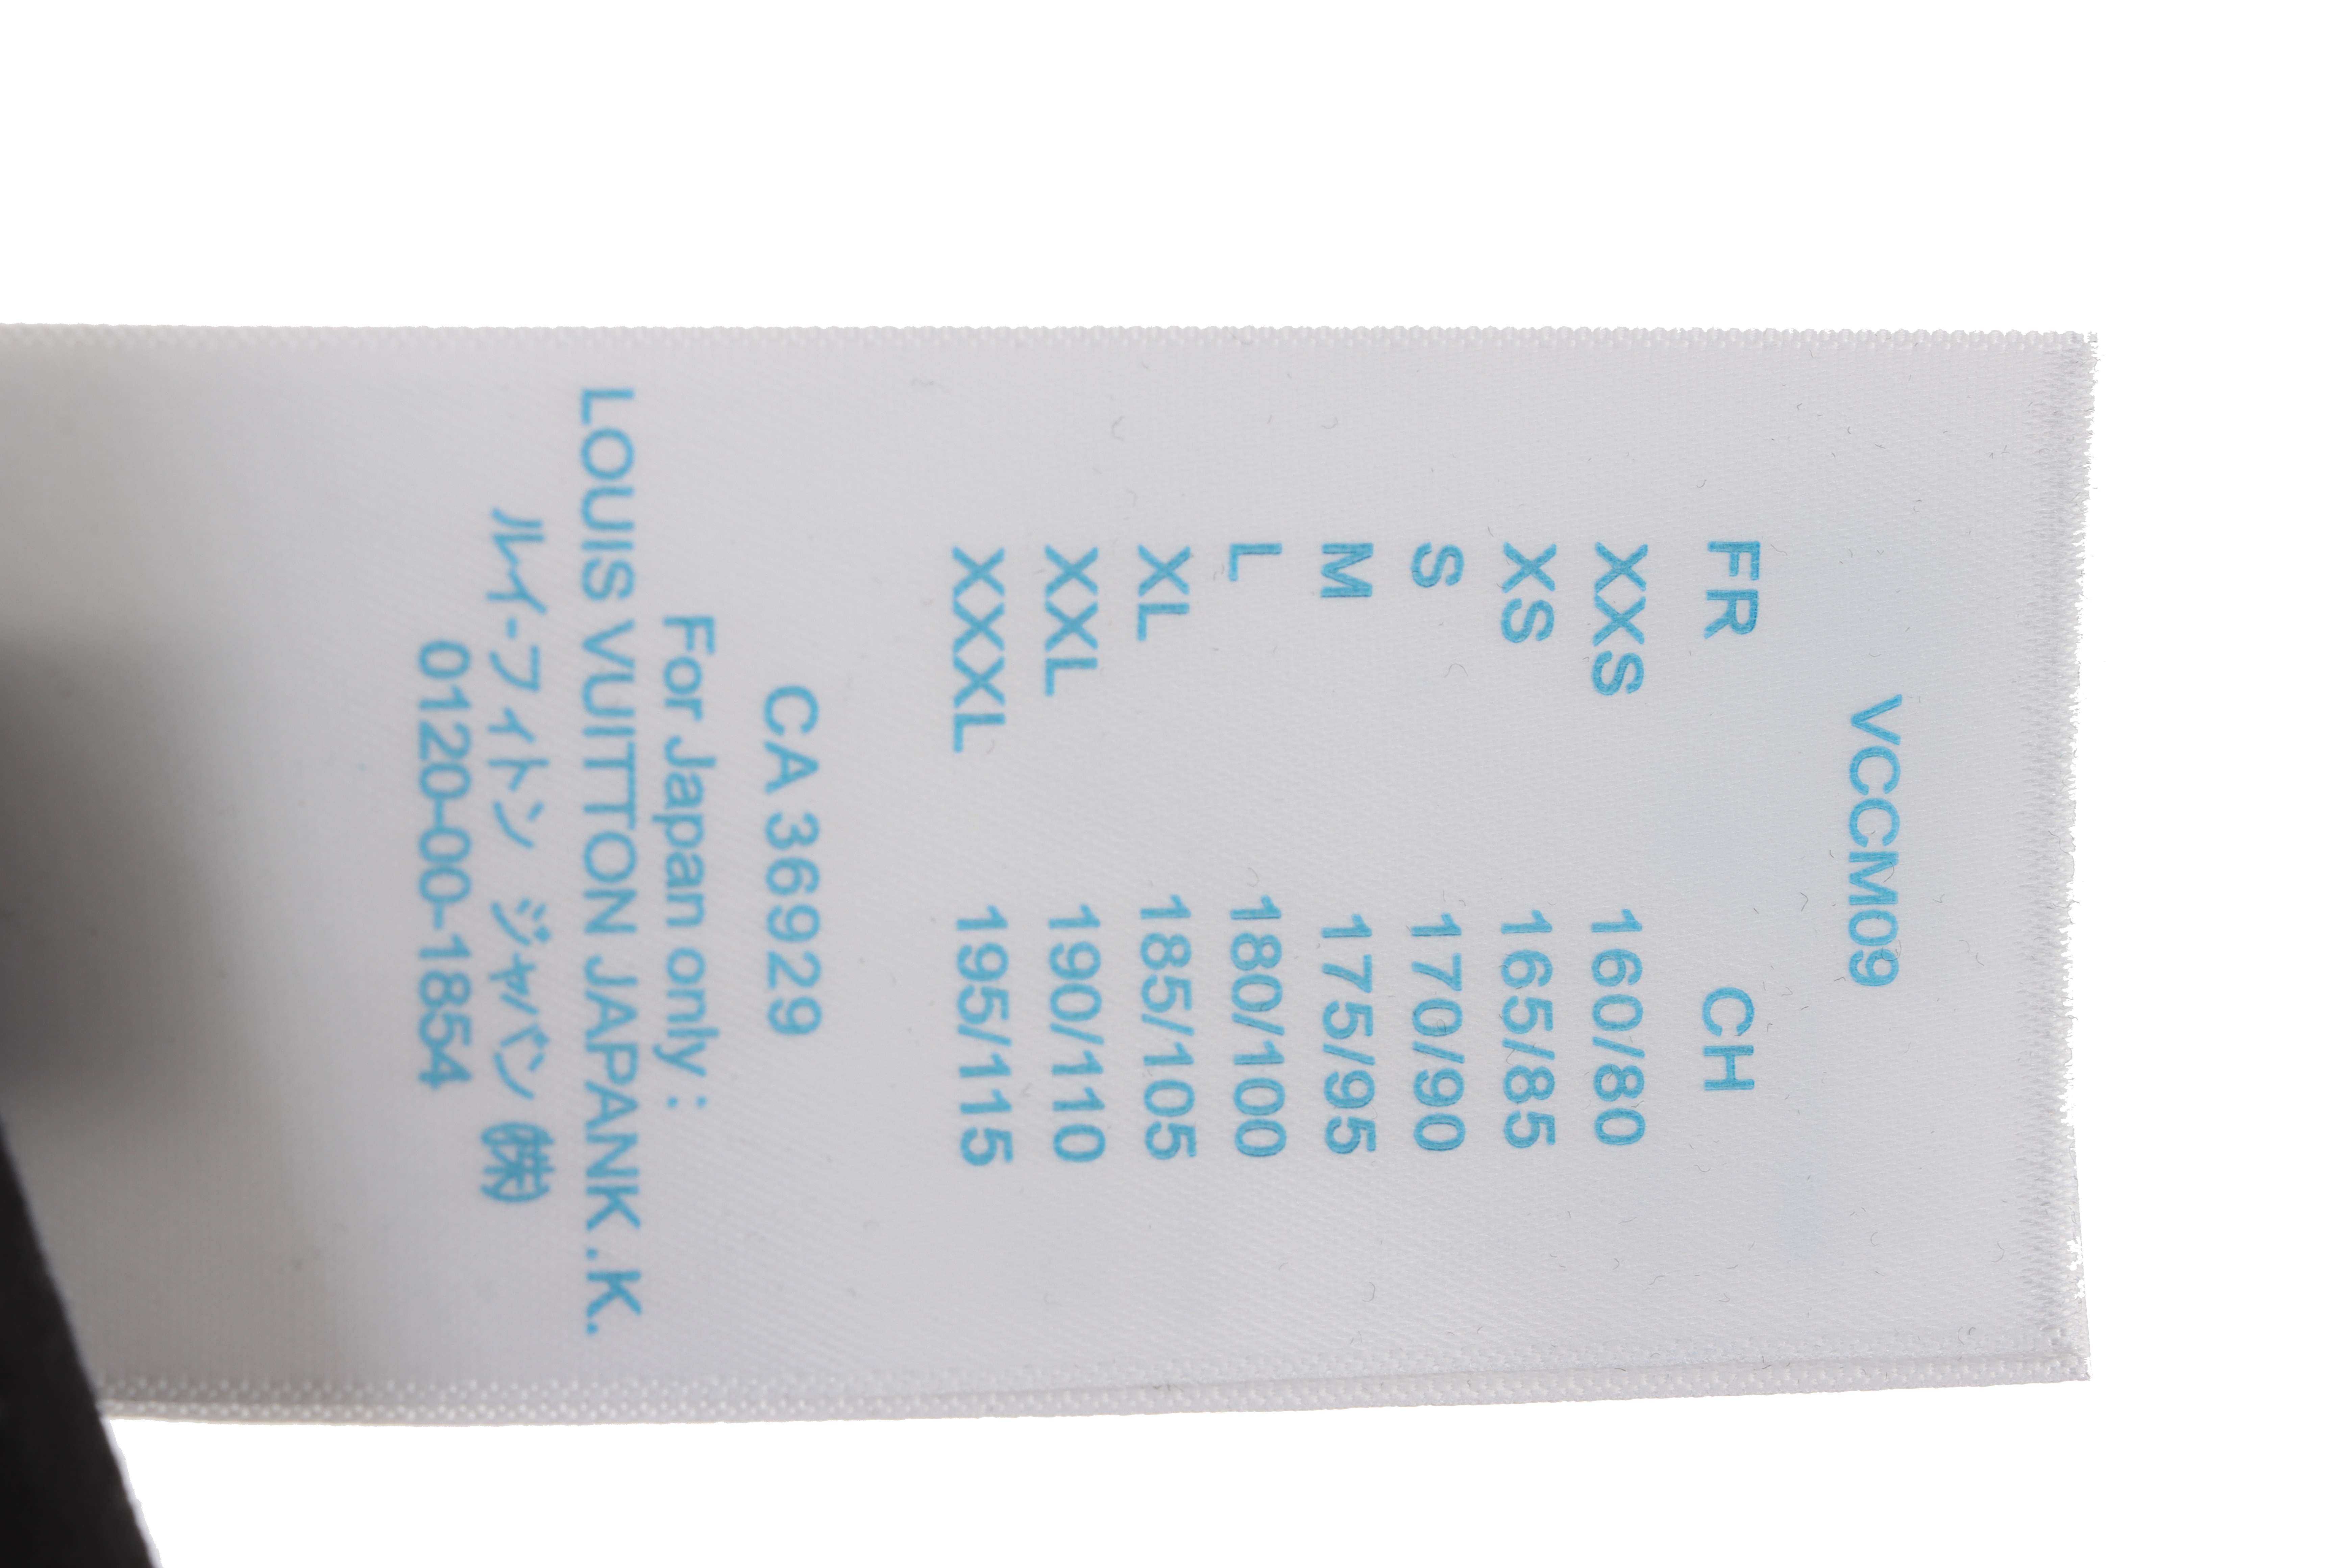 VCCM09
FR CH
XXS 160/80
XS 165/85
S 170/90
M 175/95
L 180/100
XL 185/105
XXL 190/110
XXXL 195/115
CA 36929
For Japan only :
LOUIS VUITTON JAPAN K.K.
ルイ-フィトン ジャパン ㈱
0120-00-1854